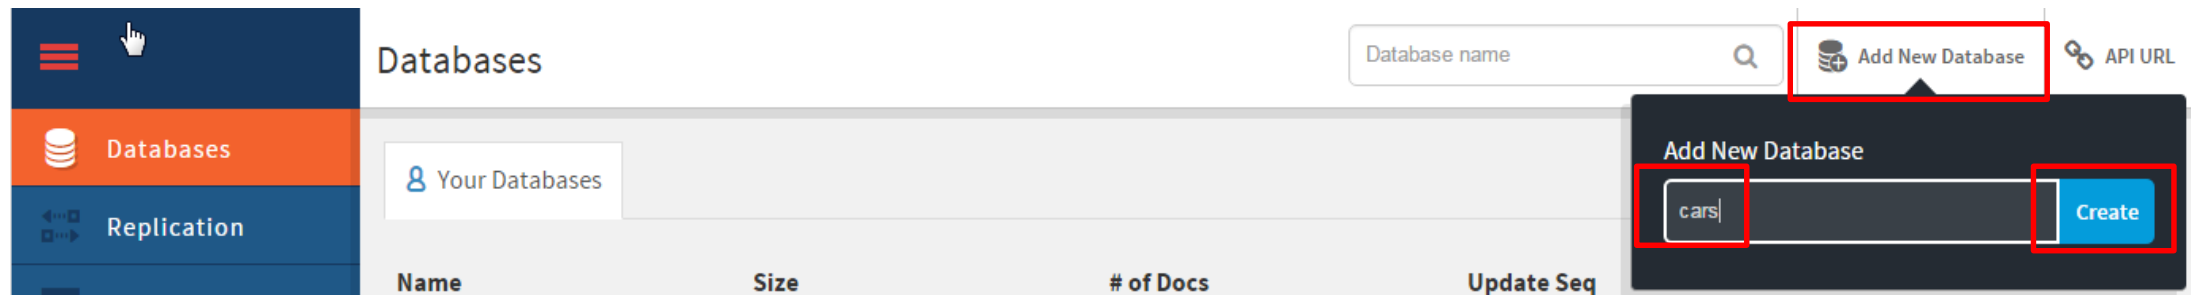 Databases
Database name
Add New Database
API URL
Databases
Replication
Your Databases
Add New Database
cars
Create
Name Size # of Docs Update Seq